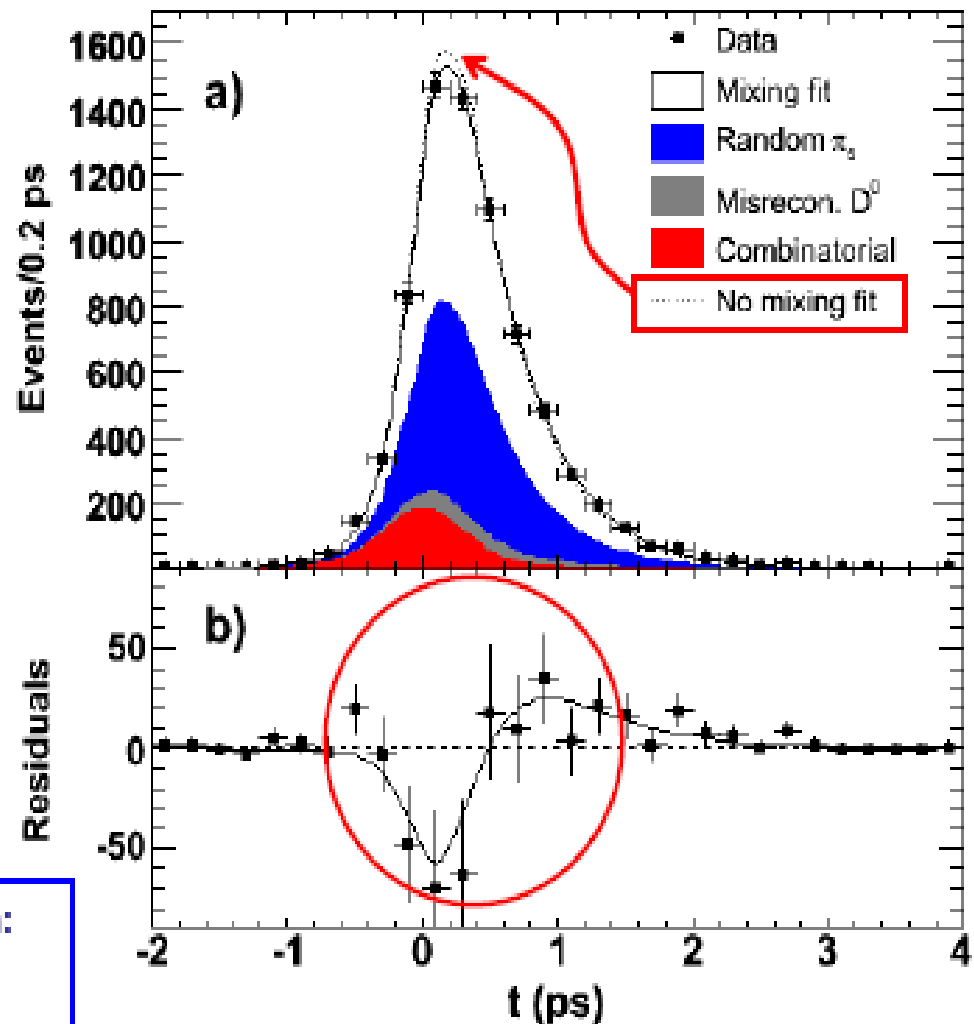 a)
Data
Mixing fit
Random πs
Misrecon. D0
Combinatorial
No mixing fit
Events/0.2 ps
1600
1400
1200
1000
800
600
400
200
b)
Residuals
50
0
-50
-2 -1 0 1 2 3 4
t (ps)